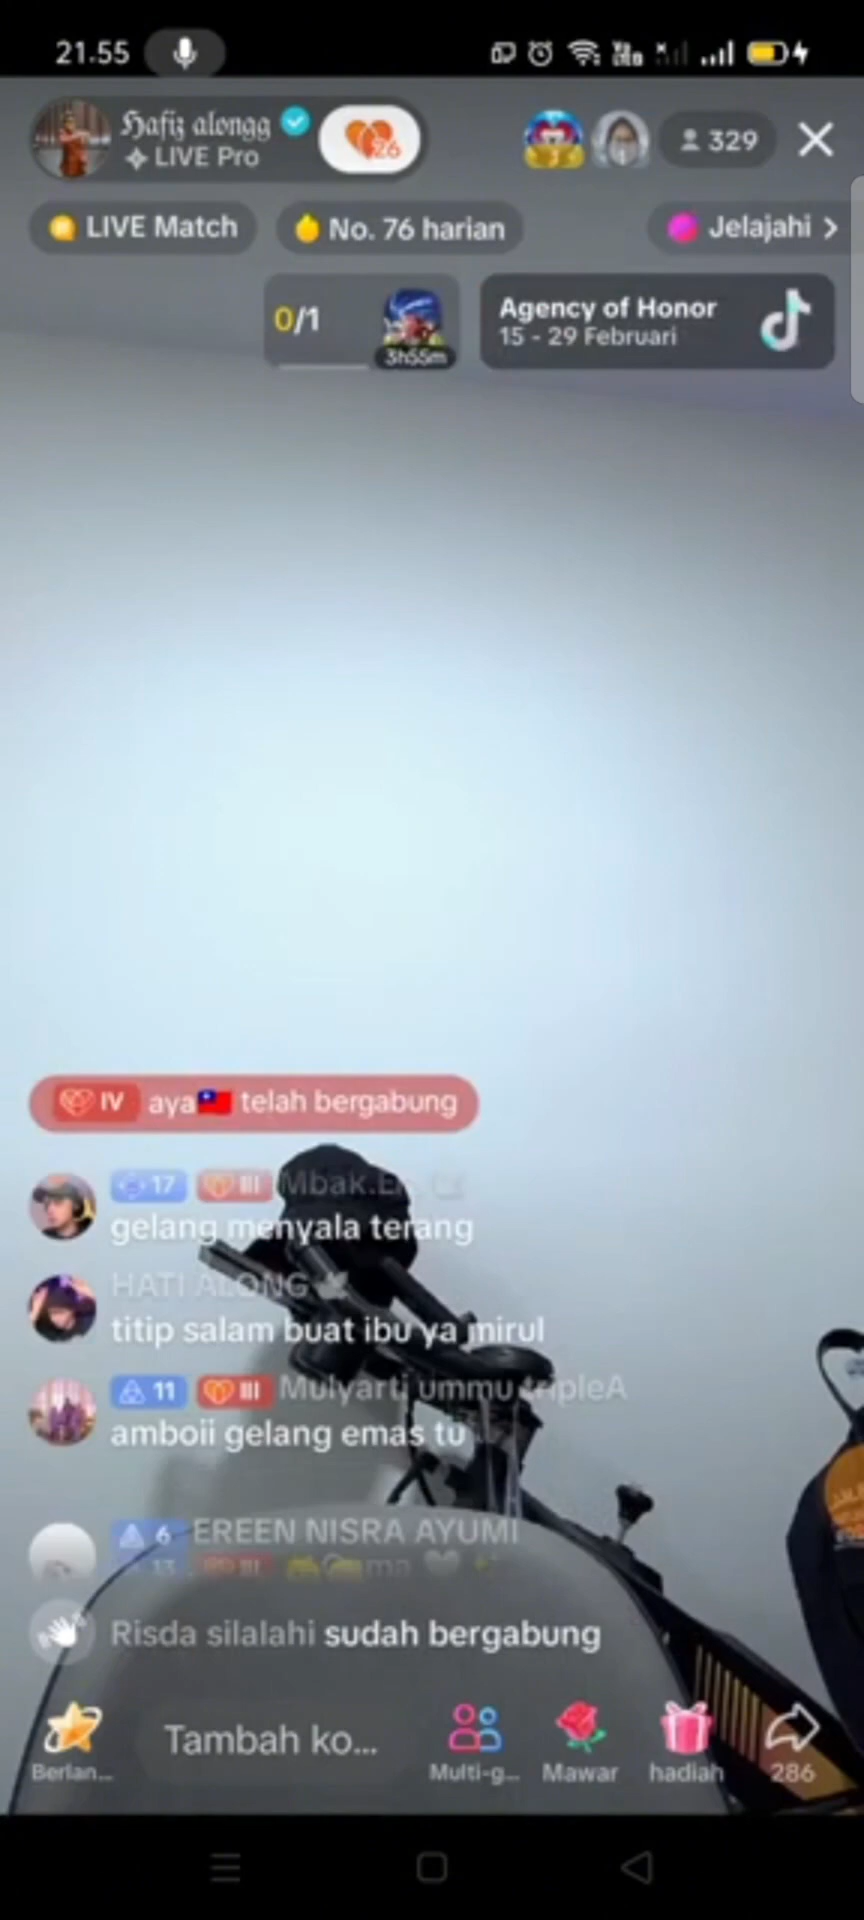 21.55
Hafiz alongg
LIVE Pro
26
329
LIVE Match
No. 76 harian
Jelajahi >
0/1
3h55m
Agency of Honor
15 - 29 Februari
IV aya🇹🇼 telah bergabung
17 III Mbak.E
gelang menyala terang
HATI ALONG
titip salam buat ibu ya mirul
11 III Mulyarti ummu tripleA
amboii gelang emas tu
6 EREEN NISRA AYUMI
Risda silalahi sudah bergabung
Berlan...
Tambah ko...
Multi-g...
Mawar
hadiah
286